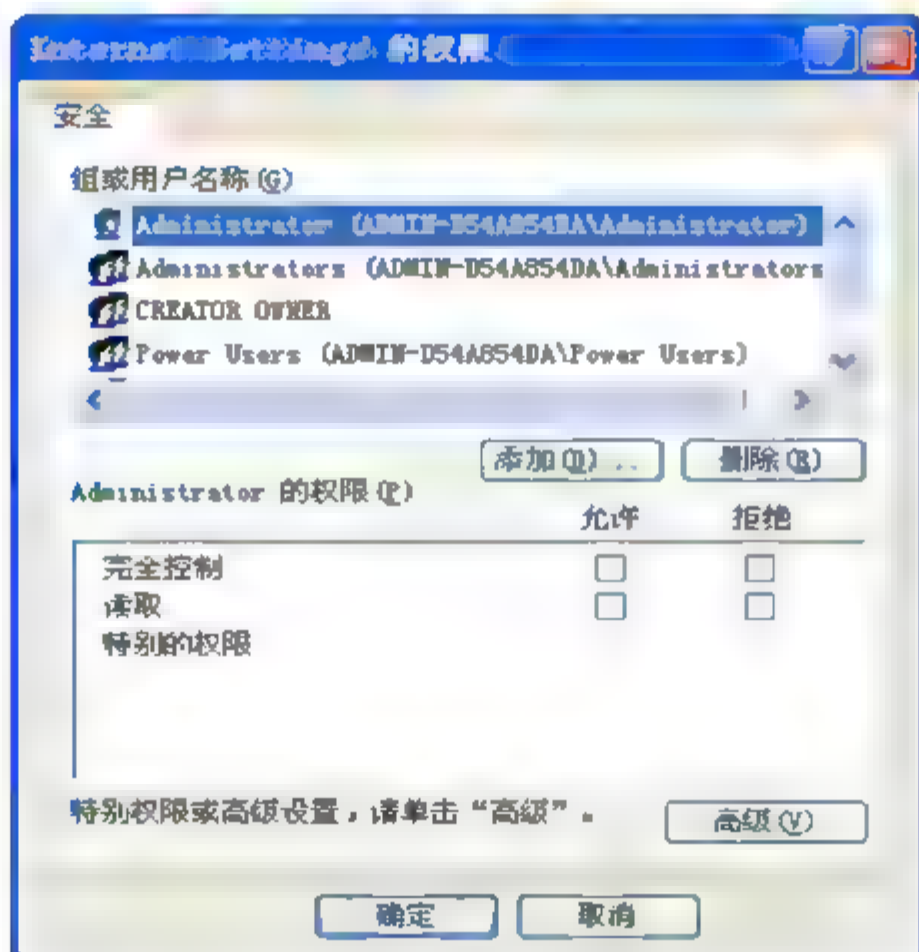 Internet Settings 的权限
安全
组或用户名称(G)
Administrator (ADMIN-D54A854DA\Administrator)
Administrators (ADMIN-D54A854DA\Administrators
CREATOR OWNER
Power Users (ADMIN-D54A854DA\Power Users)
添加(D)... 删除(R)
Administrator 的权限(P)
允许 拒绝
完全控制
读取
特别的权限
特别权限或高级设置，请单击“高级”。
高级(V)
确定 取消